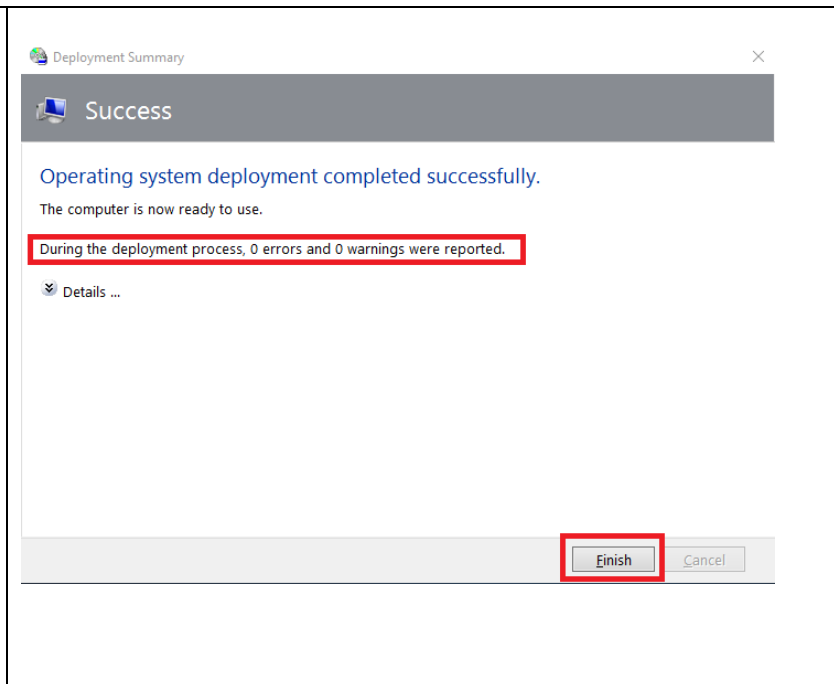 Deployment Summary
Success
Operating system deployment completed successfully.
The computer is now ready to use.
During the deployment process, 0 errors and 0 warnings were reported.
Details ...
Finish
Cancel